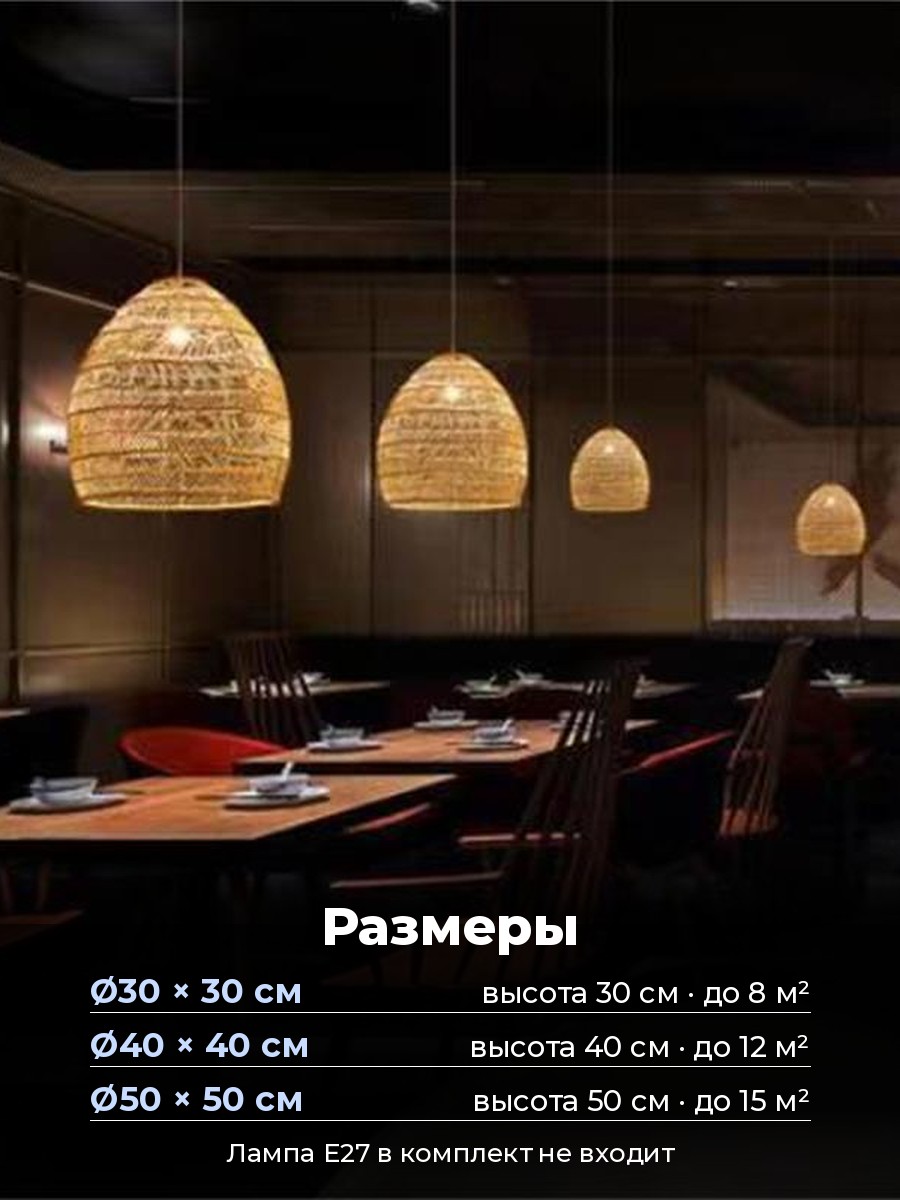 Размеры
Ø30 × 30 см высота 30 см · до 8 м²
Ø40 × 40 см высота 40 см · до 12 м²
Ø50 × 50 см высота 50 см · до 15 м²
Лампа E27 в комплект не входит